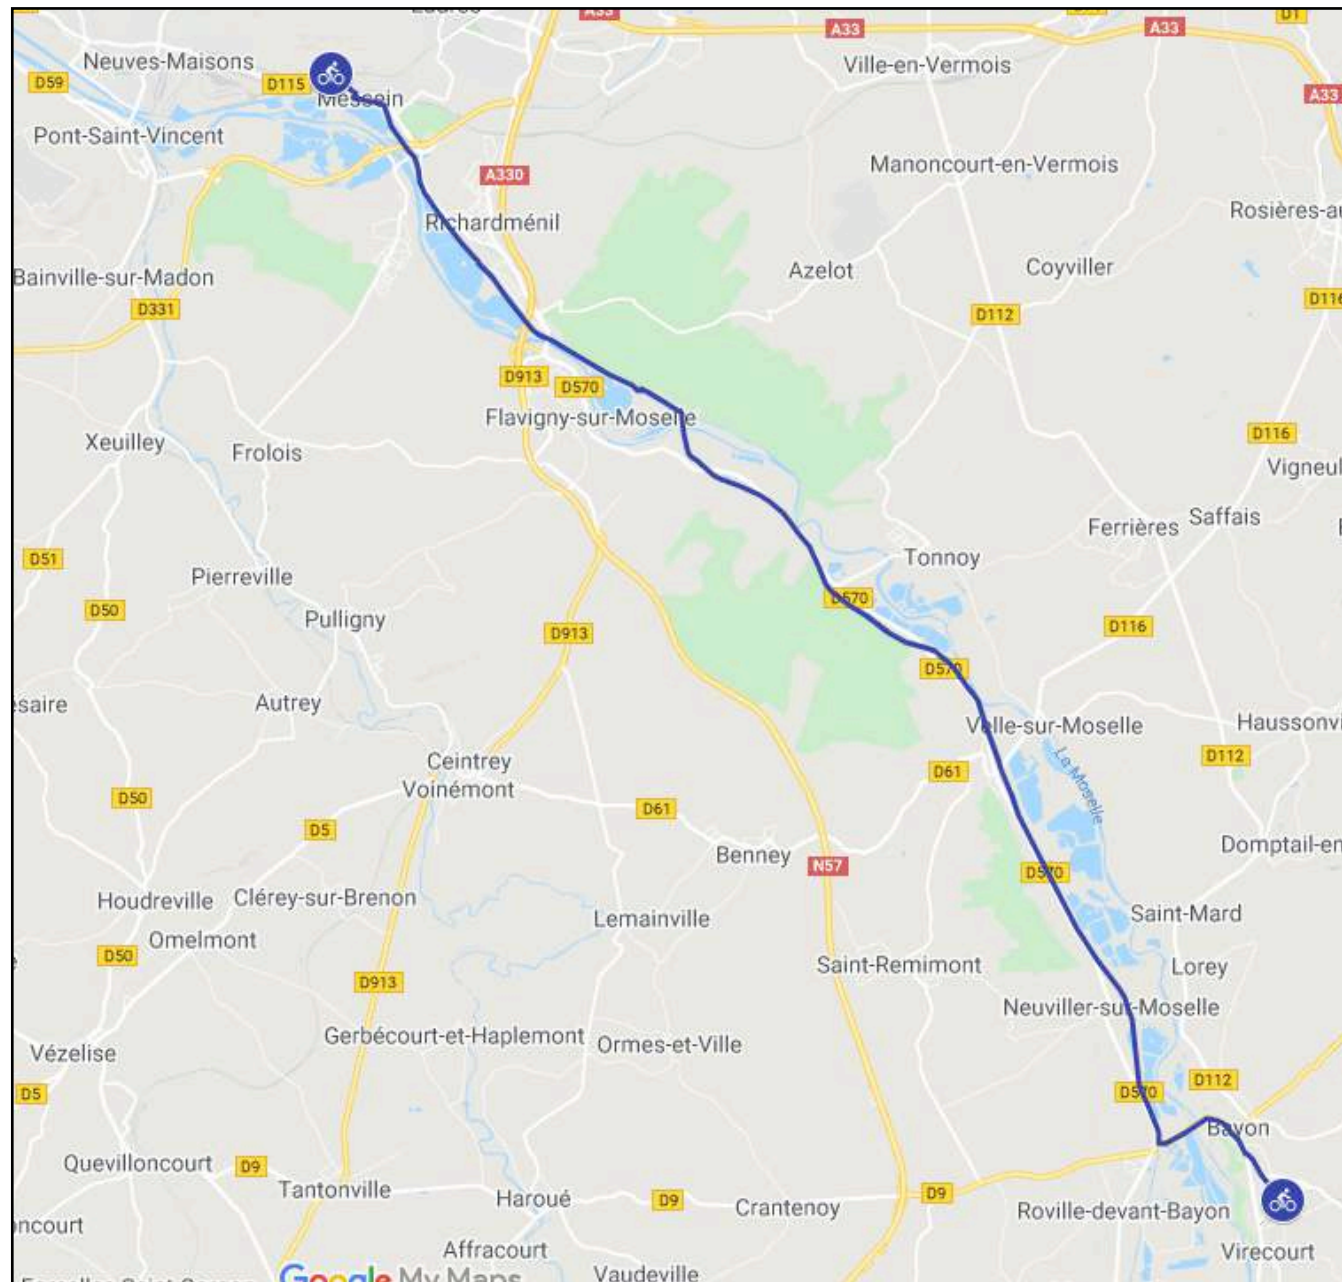 A33
D1
A33
A33
Neuves-Maisons
Ville-en-Vermois
D59
D115
A33
Messein
Pont-Saint-Vincent
Manoncourt-en-Vermois
A330
Richardménil
Rosières-au
Azelot
Coyviller
Bainville-sur-Madon
D331
D112
D116
D913
D570
Flavigny-sur-Moselle
Xeuilley
Frolois
D116
Vigneul
Ferrières
Saffais
D51
Tonnoy
Pierreville
D50
D570
Pulligny
D913
D116
D570
ésaire
Autrey
Velle-sur-Moselle
Haussonvi
La Moselle
Ceintrey
D61
D112
Voinémont
D50
D61
D5
Benney
N57
Domptail-en
D570
Houdreville
Clérey-sur-Brenon
Lemainville
Saint-Mard
Omelmont
D50
Saint-Remimont
Lorey
D913
Neuviller-sur-Moselle
Gerbécourt-et-Haplemont
Ormes-et-Ville
Vézelise
D5
D112
D570
Bayon
Quevilloncourt
D9
Tantonville
Haroué
D9
D9
Crantenoy
Roville-devant-Bayon
oncourt
Affracourt
Virecourt
Google My Maps
Vaudeville